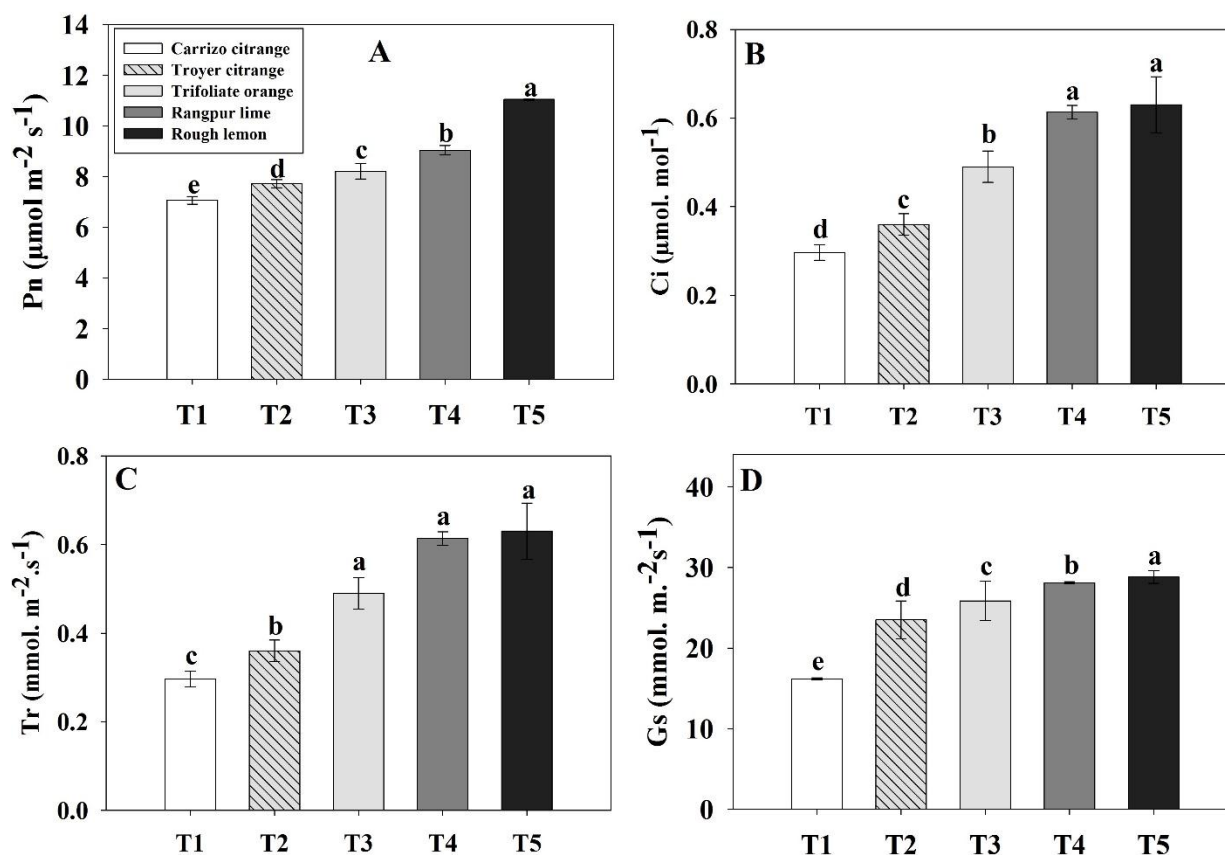 A
Pn (µmol m⁻² s⁻¹)
14
12
10
8
6
4
2
0
Carrizo citrange
Troyer citrange
Trifoliate orange
Rangpur lime
Rough lemon
e
d
c
b
a
T1 T2 T3 T4 T5
B
Ci (µmol. mol⁻¹)
0.8
0.6
0.4
0.2
0.0
d
c
b
a
a
T1 T2 T3 T4 T5
C
Tr (mmol. m⁻².s⁻¹)
0.8
0.6
0.4
0.2
0.0
c
b
a
a
a
T1 T2 T3 T4 T5
D
Gs (mmol. m.⁻²s⁻¹)
40
30
20
10
0
e
d
c
b
a
T1 T2 T3 T4 T5